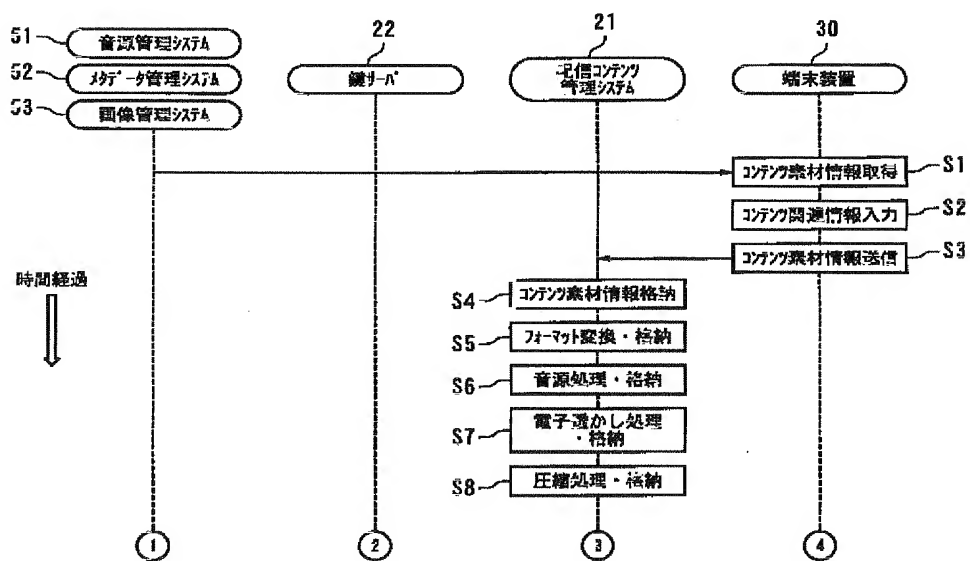 51
音源管理システム
52
メタデータ管理システム
53
画像管理システム
22
鍵サーバ
21
配信コンテンツ
管理システム
30
端末装置
コンテンツ素材情報取得
S1
コンテンツ関連情報入力
S2
コンテンツ素材情報送信
S3
時間経過
S4
コンテンツ素材情報格納
S5
フォーマット変換・格納
S6
音源処理・格納
S7
電子透かし処理
・格納
S8
圧縮処理・格納
1
2
3
4